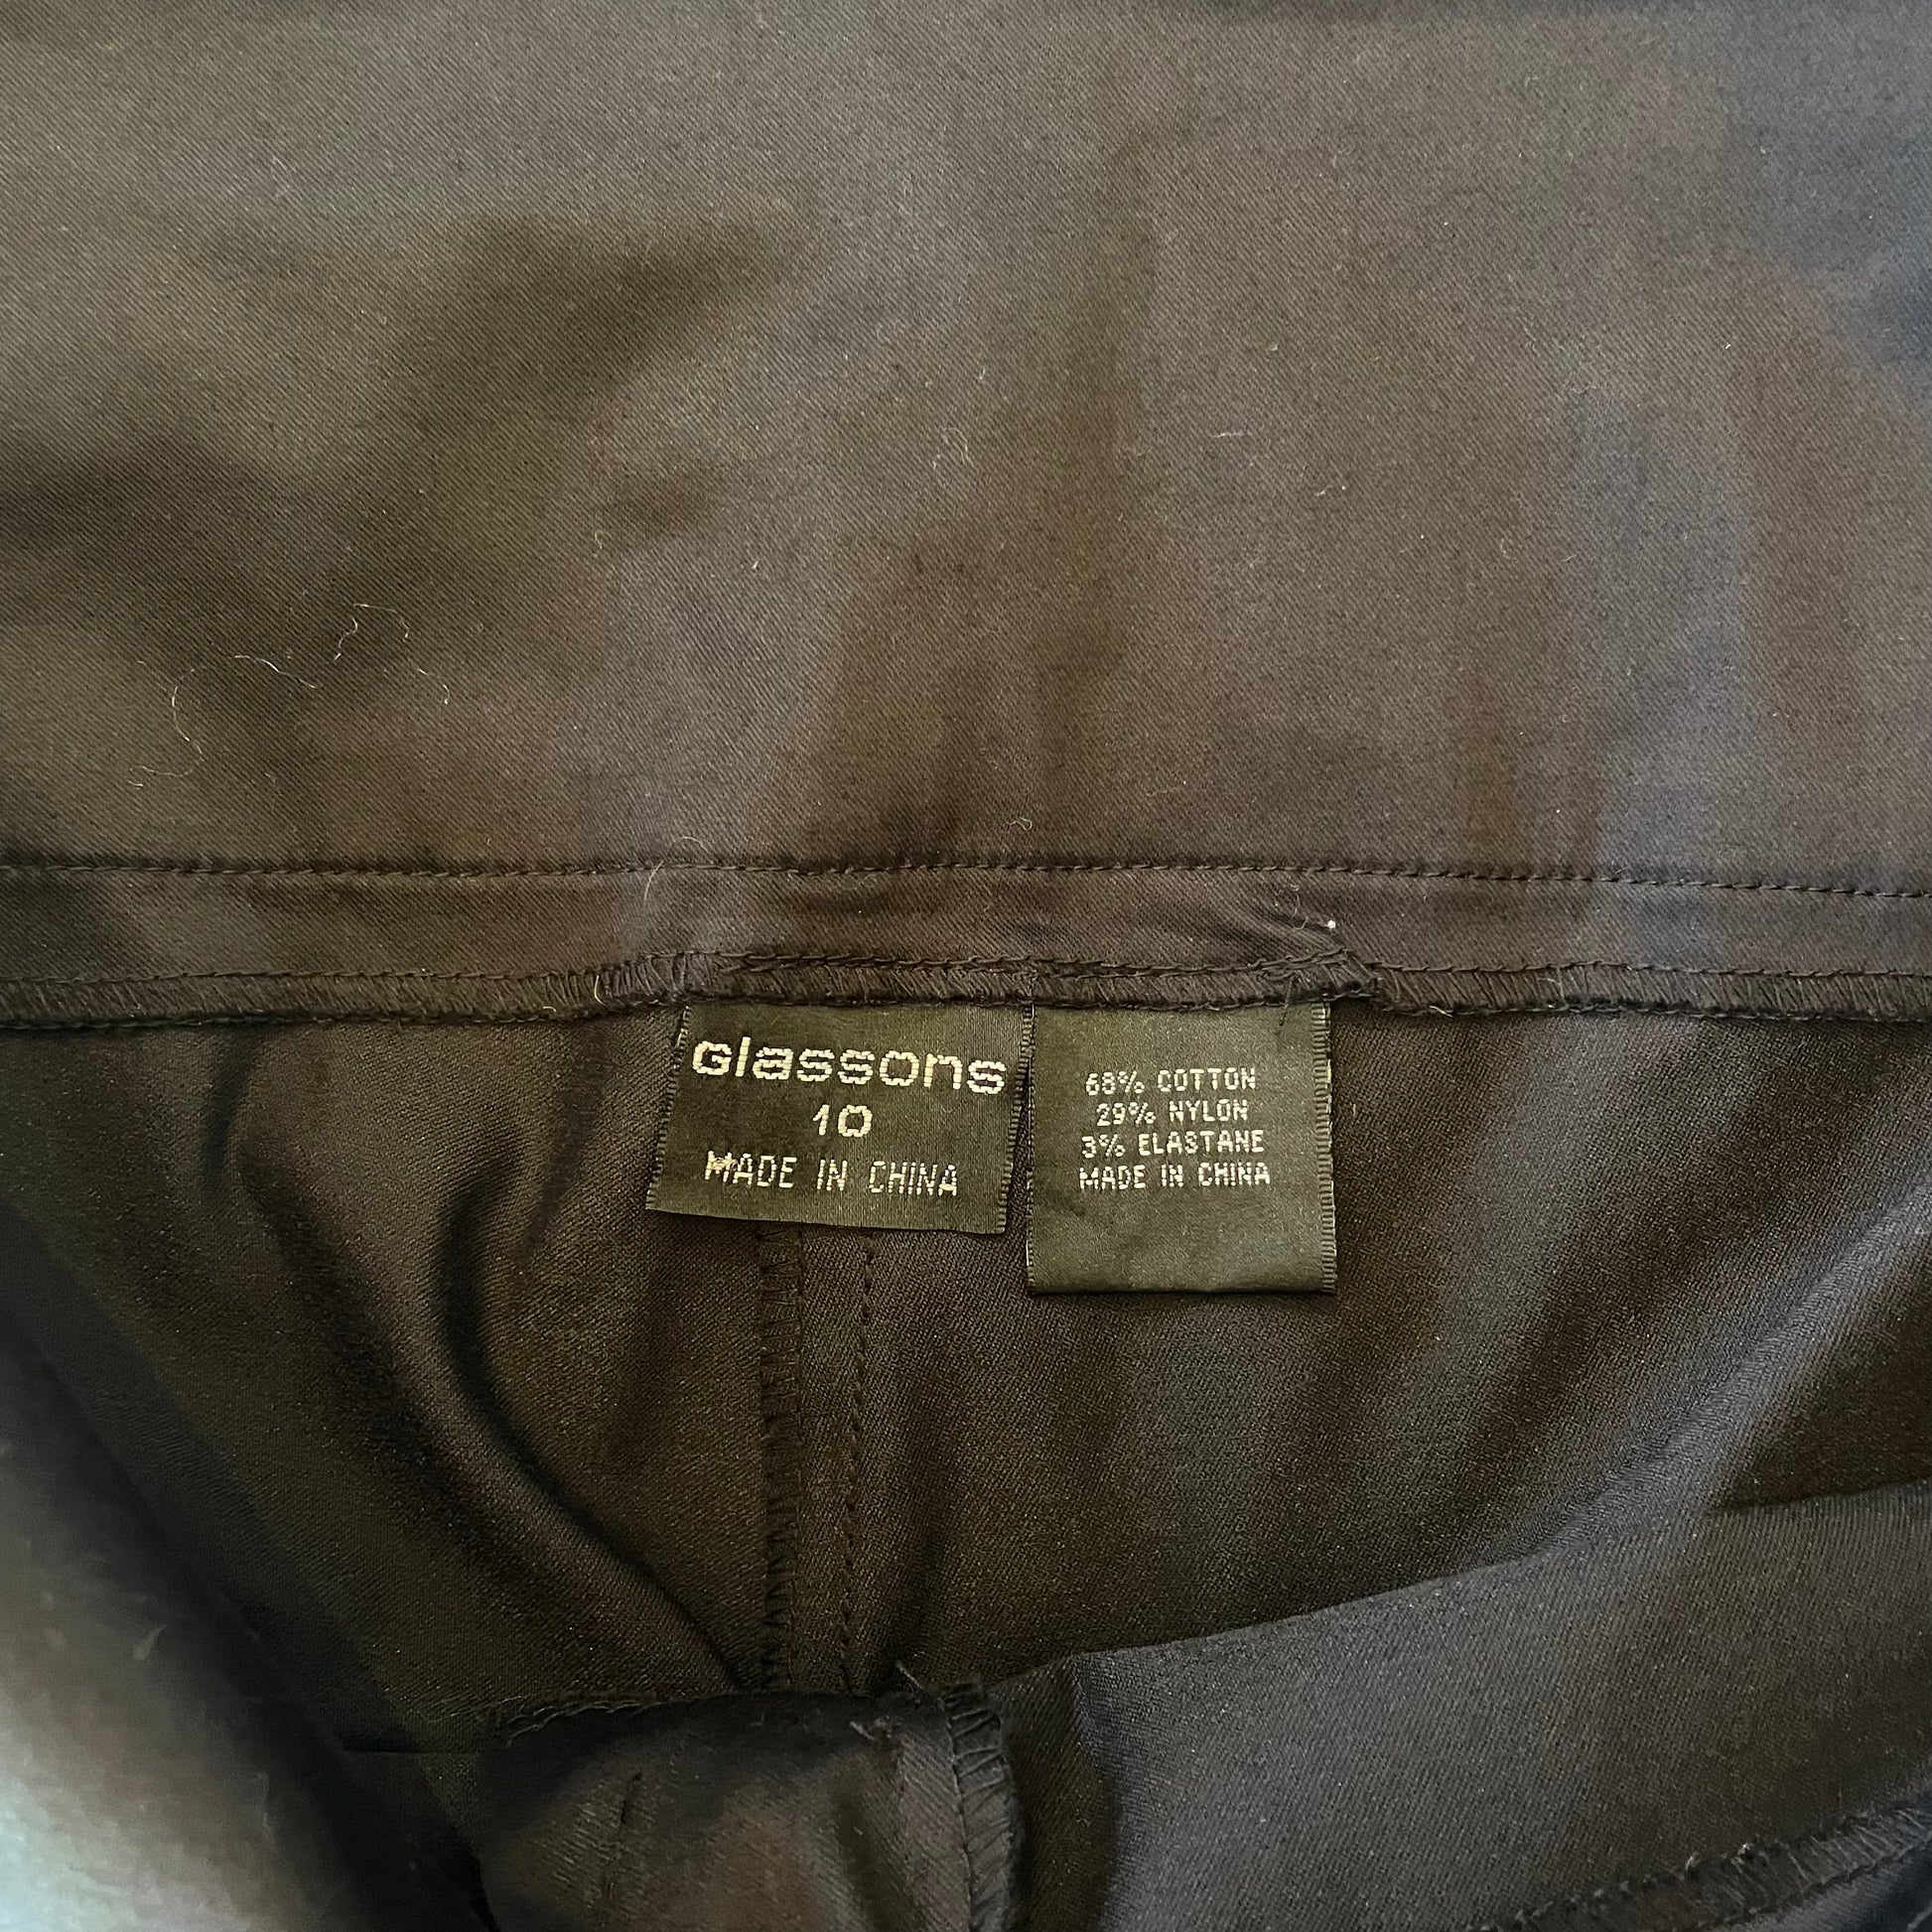 Glassons
10
MADE IN CHINA
68% COTTON
29% NYLON
3% ELASTANE
MADE IN CHINA